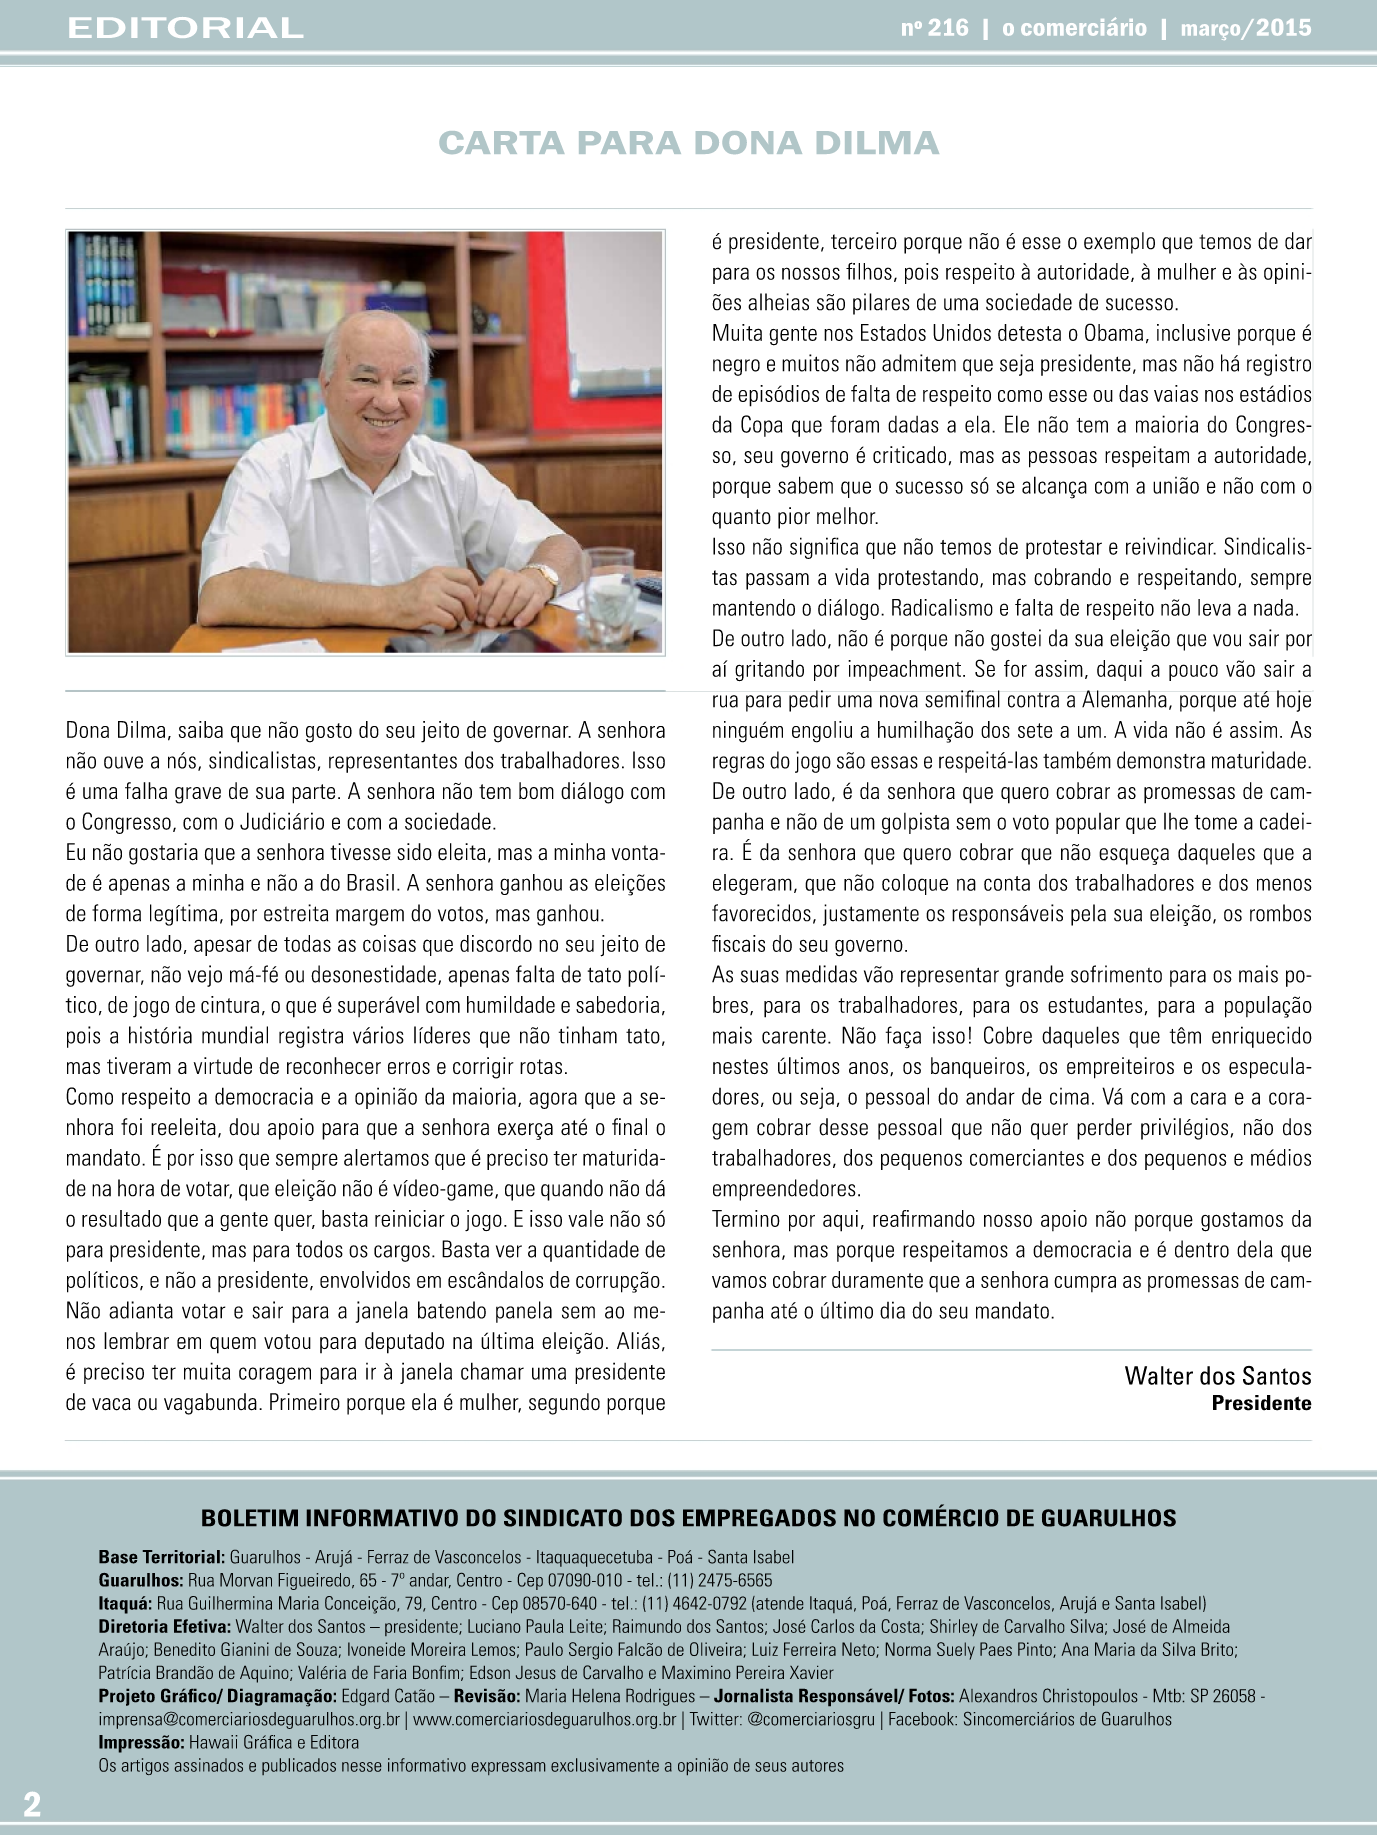 EDITORIAL
nº 216 | o comerciário | março/2015
CARTA PARA DONA DILMA
Dona Dilma, saiba que não gosto do seu jeito de governar. A senhora
não ouve a nós, sindicalistas, representantes dos trabalhadores. Isso
é uma falha grave de sua parte. A senhora não tem bom diálogo com
o Congresso, com o Judiciário e com a sociedade.
Eu não gostaria que a senhora tivesse sido eleita, mas a minha vonta-
de é apenas a minha e não a do Brasil. A senhora ganhou as eleições
de forma legítima, por estreita margem do votos, mas ganhou.
De outro lado, apesar de todas as coisas que discordo no seu jeito de
governar, não vejo má-fé ou desonestidade, apenas falta de tato polí-
tico, de jogo de cintura, o que é superável com humildade e sabedoria,
pois a história mundial registra vários líderes que não tinham tato,
mas tiveram a virtude de reconhecer erros e corrigir rotas.
Como respeito a democracia e a opinião da maioria, agora que a se-
nhora foi reeleita, dou apoio para que a senhora exerça até o final o
mandato. É por isso que sempre alertamos que é preciso ter maturida-
de na hora de votar, que eleição não é vídeo-game, que quando não dá
o resultado que a gente quer, basta reiniciar o jogo. E isso vale não só
para presidente, mas para todos os cargos. Basta ver a quantidade de
políticos, e não a presidente, envolvidos em escândalos de corrupção.
Não adianta votar e sair para a janela batendo panela sem ao me-
nos lembrar em quem votou para deputado na última eleição. Aliás,
é preciso ter muita coragem para ir à janela chamar uma presidente
de vaca ou vagabunda. Primeiro porque ela é mulher, segundo porque
é presidente, terceiro porque não é esse o exemplo que temos de dar
para os nossos filhos, pois respeito à autoridade, à mulher e às opini-
ões alheias são pilares de uma sociedade de sucesso.
Muita gente nos Estados Unidos detesta o Obama, inclusive porque é
negro e muitos não admitem que seja presidente, mas não há registro
de episódios de falta de respeito como esse ou das vaias nos estádios
da Copa que foram dadas a ela. Ele não tem a maioria do Congres-
so, seu governo é criticado, mas as pessoas respeitam a autoridade,
porque sabem que o sucesso só se alcança com a união e não com o
quanto pior melhor.
Isso não significa que não temos de protestar e reivindicar. Sindicalis-
tas passam a vida protestando, mas cobrando e respeitando, sempre
mantendo o diálogo. Radicalismo e falta de respeito não leva a nada.
De outro lado, não é porque não gostei da sua eleição que vou sair por
aí gritando por impeachment. Se for assim, daqui a pouco vão sair a
rua para pedir uma nova semifinal contra a Alemanha, porque até hoje
ninguém engoliu a humilhação dos sete a um. A vida não é assim. As
regras do jogo são essas e respeitá-las também demonstra maturidade.
De outro lado, é da senhora que quero cobrar as promessas de cam-
panha e não de um golpista sem o voto popular que lhe tome a cadei-
ra. É da senhora que quero cobrar que não esqueça daqueles que a
elegeram, que não coloque na conta dos trabalhadores e dos menos
favorecidos, justamente os responsáveis pela sua eleição, os rombos
fiscais do seu governo.
As suas medidas vão representar grande sofrimento para os mais po-
bres, para os trabalhadores, para os estudantes, para a população
mais carente. Não faça isso! Cobre daqueles que têm enriquecido
nestes últimos anos, os banqueiros, os empreiteiros e os especula-
dores, ou seja, o pessoal do andar de cima. Vá com a cara e a cora-
gem cobrar desse pessoal que não quer perder privilégios, não dos
trabalhadores, dos pequenos comerciantes e dos pequenos e médios
empreendedores.
Termino por aqui, reafirmando nosso apoio não porque gostamos da
senhora, mas porque respeitamos a democracia e é dentro dela que
vamos cobrar duramente que a senhora cumpra as promessas de cam-
panha até o último dia do seu mandato.
Walter dos Santos
Presidente
BOLETIM INFORMATIVO DO SINDICATO DOS EMPREGADOS NO COMÉRCIO DE GUARULHOS
Base Territorial: Guarulhos - Arujá - Ferraz de Vasconcelos - Itaquaquecetuba - Poá - Santa Isabel
Guarulhos: Rua Morvan Figueiredo, 65 - 7º andar, Centro - Cep 07090-010 - tel.: (11) 2475-6565
Itaquá: Rua Guilhermina Maria Conceição, 79, Centro - Cep 08570-640 - tel.: (11) 4642-0792 (atende Itaquá, Poá, Ferraz de Vasconcelos, Arujá e Santa Isabel)
Diretoria Efetiva: Walter dos Santos – presidente; Luciano Paula Leite; Raimundo dos Santos; José Carlos da Costa; Shirley de Carvalho Silva; José de Almeida
Araújo; Benedito Gianini de Souza; Ivoneide Moreira Lemos; Paulo Sergio Falcão de Oliveira; Luiz Ferreira Neto; Norma Suely Paes Pinto; Ana Maria da Silva Brito;
Patrícia Brandão de Aquino; Valéria de Faria Bonfim; Edson Jesus de Carvalho e Maximino Pereira Xavier
Projeto Gráfico/ Diagramação: Edgard Catão – Revisão: Maria Helena Rodrigues – Jornalista Responsável/ Fotos: Alexandros Christopoulos - Mtb: SP 26058 -
imprensa@comerciariosdeguarulhos.org.br | www.comerciariosdeguarulhos.org.br | Twitter: @comerciariosgru | Facebook: Sincomerciários de Guarulhos
Impressão: Hawaii Gráfica e Editora
Os artigos assinados e publicados nesse informativo expressam exclusivamente a opinião de seus autores
2